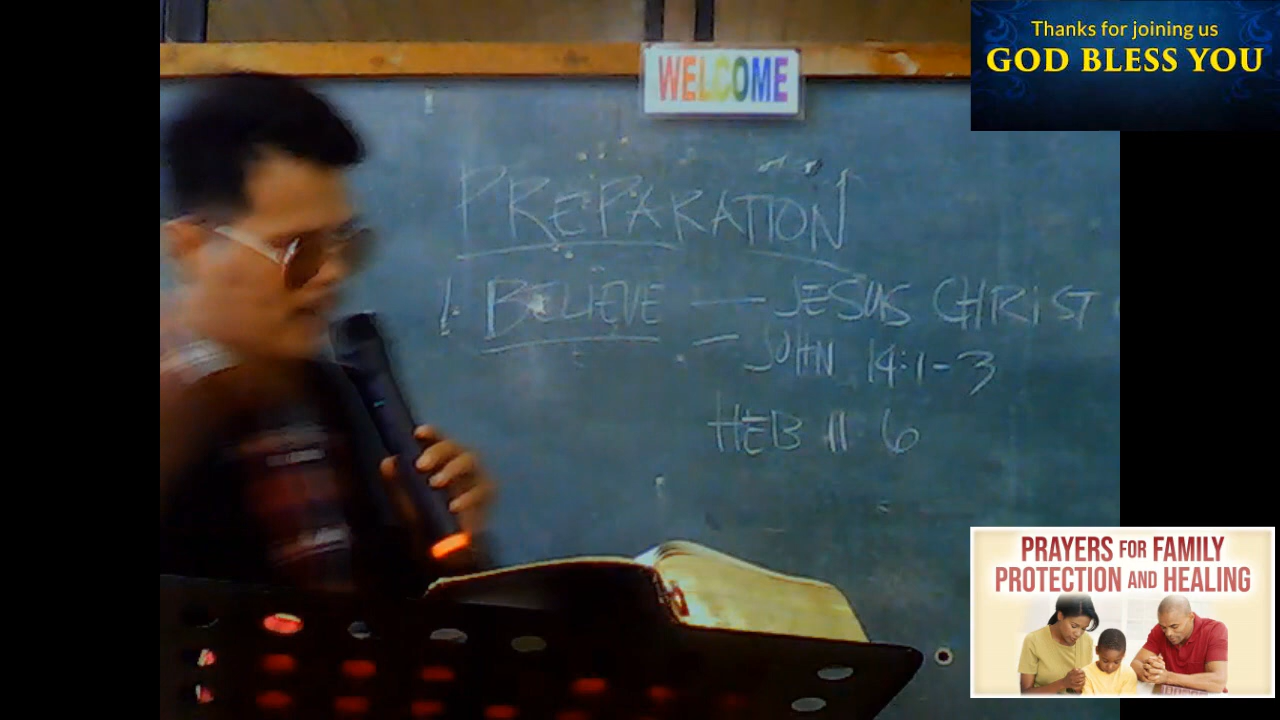 Thanks for joining us
GOD BLESS YOU
WELCOME
PREPARATION
1. BELIEVE — JESUS CHRIST
— JOHN 14:1-3
HEB 11 6
PRAYERS FOR FAMILY
PROTECTION AND HEALING